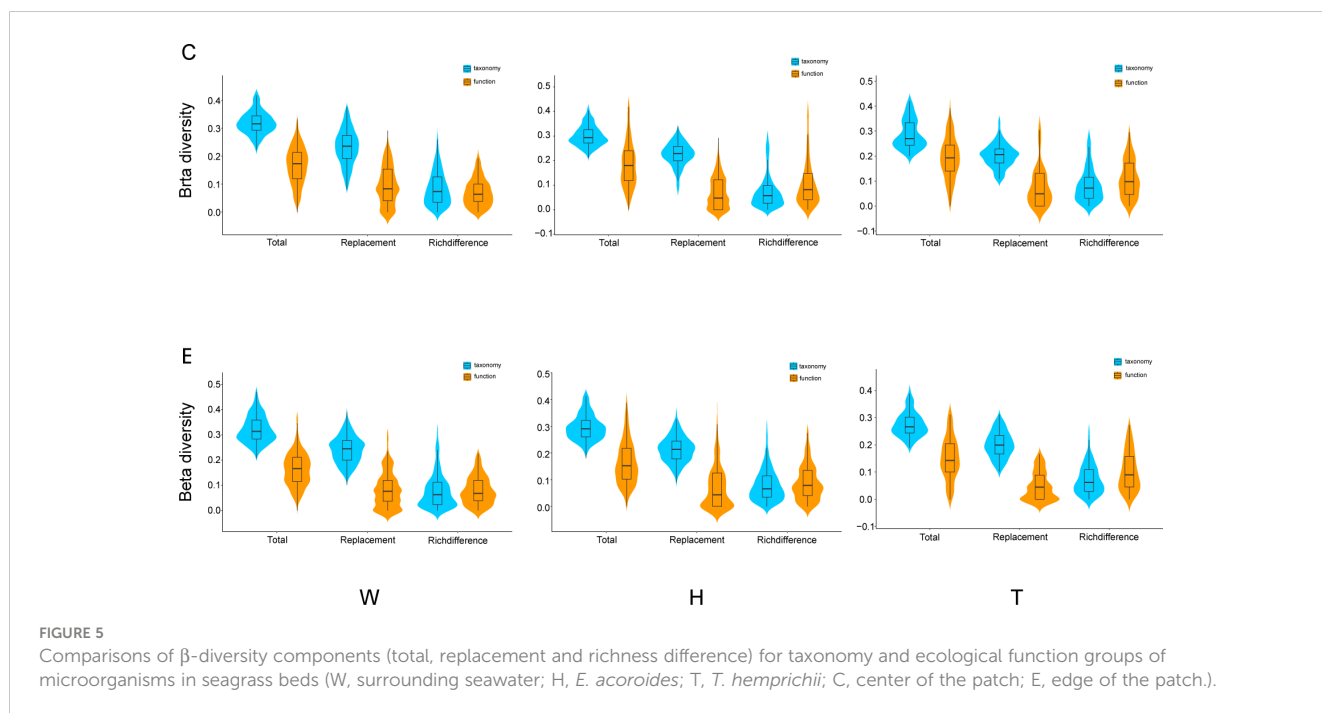 C
taxonomy
function
Brta diversity
0.4
0.3
0.2
0.1
0.0
Total Replacement Richdifference
taxonomy
function
0.5
0.4
0.3
0.2
0.1
0.0
−0.1
Total Replacement Richdifference
taxonomy
function
0.5
0.4
0.3
0.2
0.1
0.0
−0.1
Total Replacement Richdifference
E
taxonomy
function
Beta diversity
0.5
0.4
0.3
0.2
0.1
0.0
Total Replacement Richdifference
taxonomy
function
0.5
0.4
0.3
0.2
0.1
0.0
Total Replacement Richdifference
taxonomy
function
0.4
0.3
0.2
0.1
0.0
−0.1
Total Replacement Richdifference
W H T
FIGURE 5
Comparisons of β-diversity components (total, replacement and richness difference) for taxonomy and ecological function groups of
microorganisms in seagrass beds (W, surrounding seawater; H, E. acoroides; T, T. hemprichii; C, center of the patch; E, edge of the patch.).